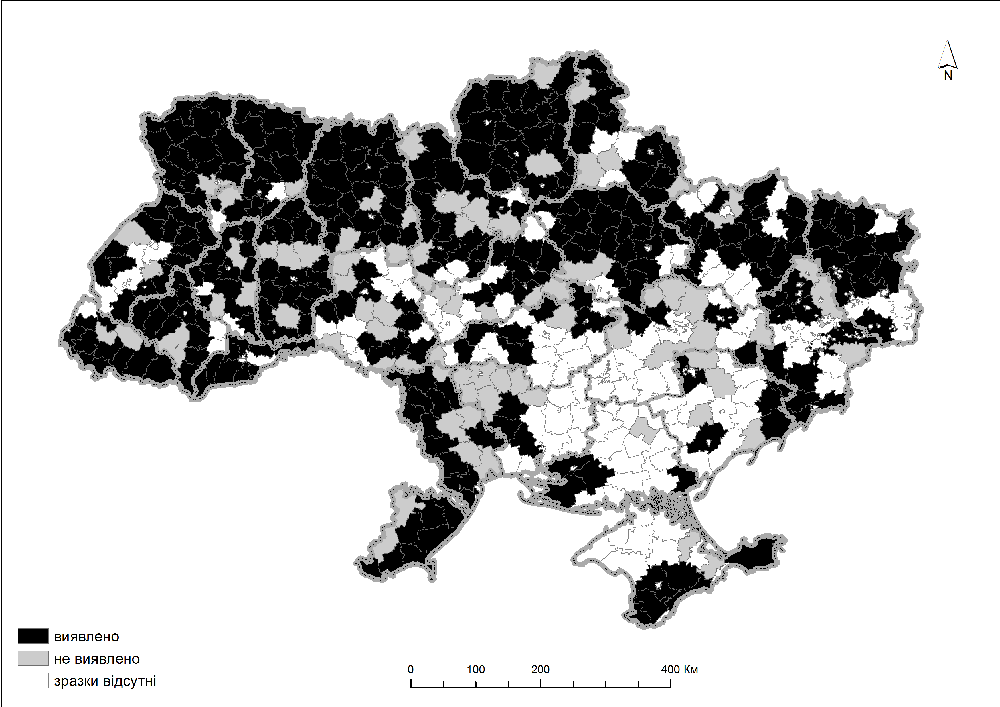 N
виявлено
не виявлено
зразки відсутні
0 100 200 400 Км